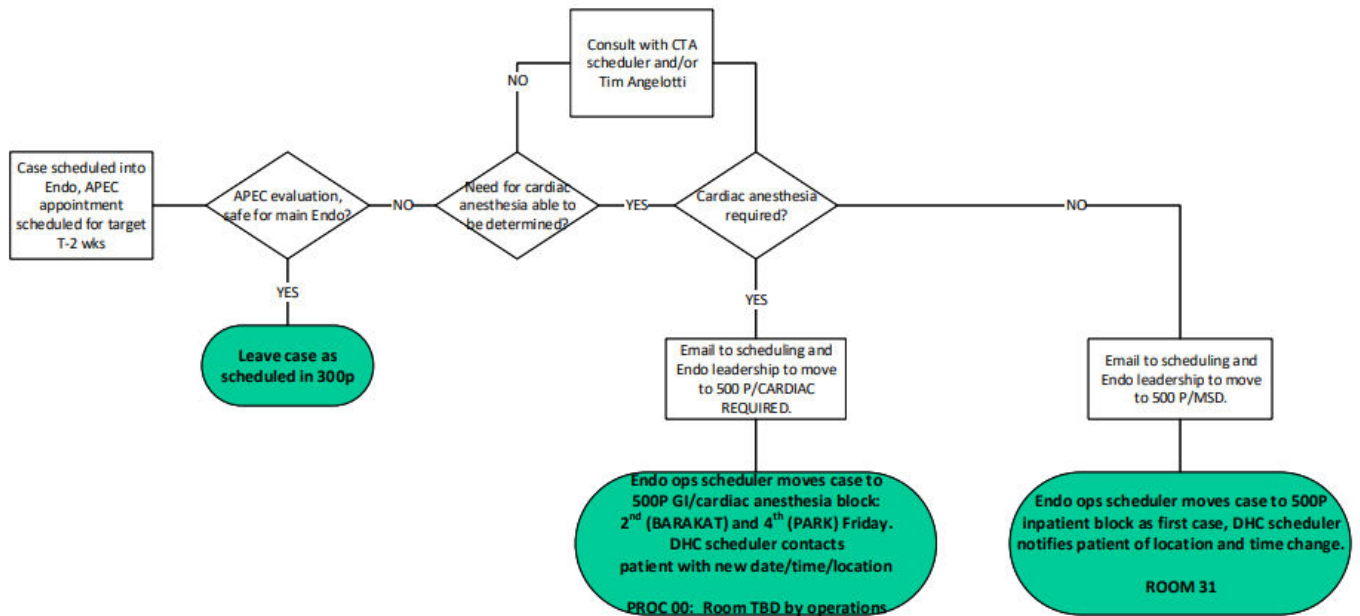 Consult with CTA
scheduler and/or
Tim Angelotti
NO
Case scheduled into
Endo, APEC
appointment
scheduled for target
T-2 wks
APEC evaluation,
safe for main Endo?
NO
Need for cardiac
anesthesia able to
be determined?
YES
Cardiac anesthesia
required?
NO
YES
YES
Leave case as
scheduled in 300p
Email to scheduling and
Endo leadership to move
to 500 P/CARDIAC
REQUIRED.
Email to scheduling and
Endo leadership to move
to 500 P/MSD.
Endo ops scheduler moves case to
500P GI/cardiac anesthesia block:
2nd (BARAKAT) and 4th (PARK) Friday.
DHC scheduler contacts
patient with new date/time/location
PROC 00: Room TBD by operations
Endo ops scheduler moves case to 500P
inpatient block as first case, DHC scheduler
notifies patient of location and time change.
ROOM 31